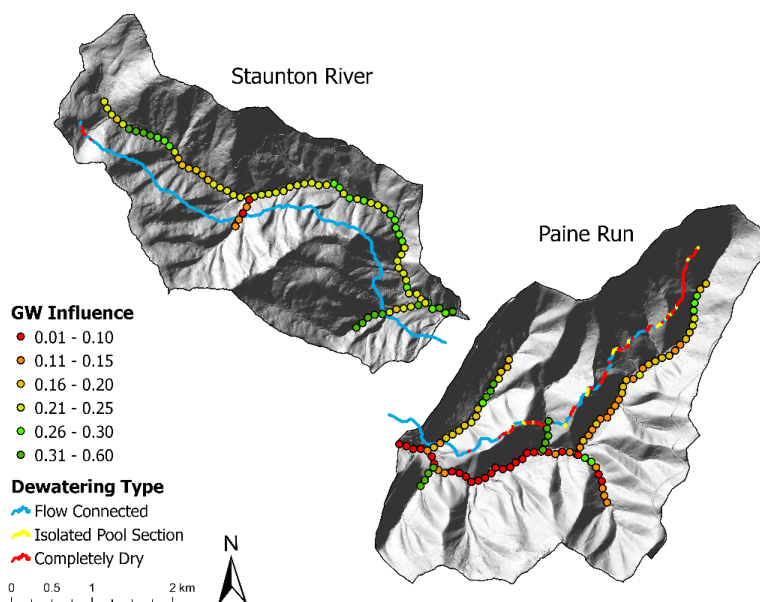 Staunton River
Paine Run
GW Influence
0.01 - 0.10
0.11 - 0.15
0.16 - 0.20
0.21 - 0.25
0.26 - 0.30
0.31 - 0.60
Dewatering Type
Flow Connected
Isolated Pool Section
Completely Dry
N
0 0.5 1 2 km